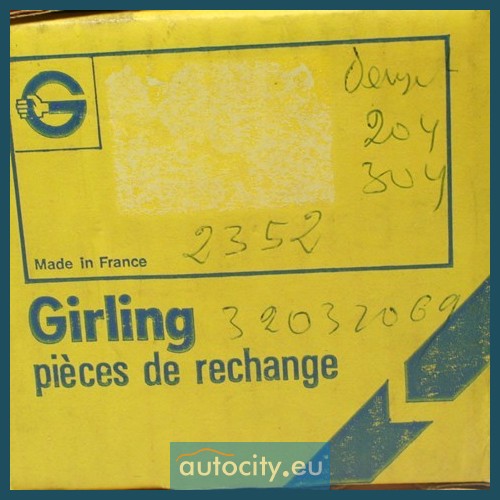 G
204
304
2352
Made in France
Girling 32032069
pièces de rechange
autocity.eu